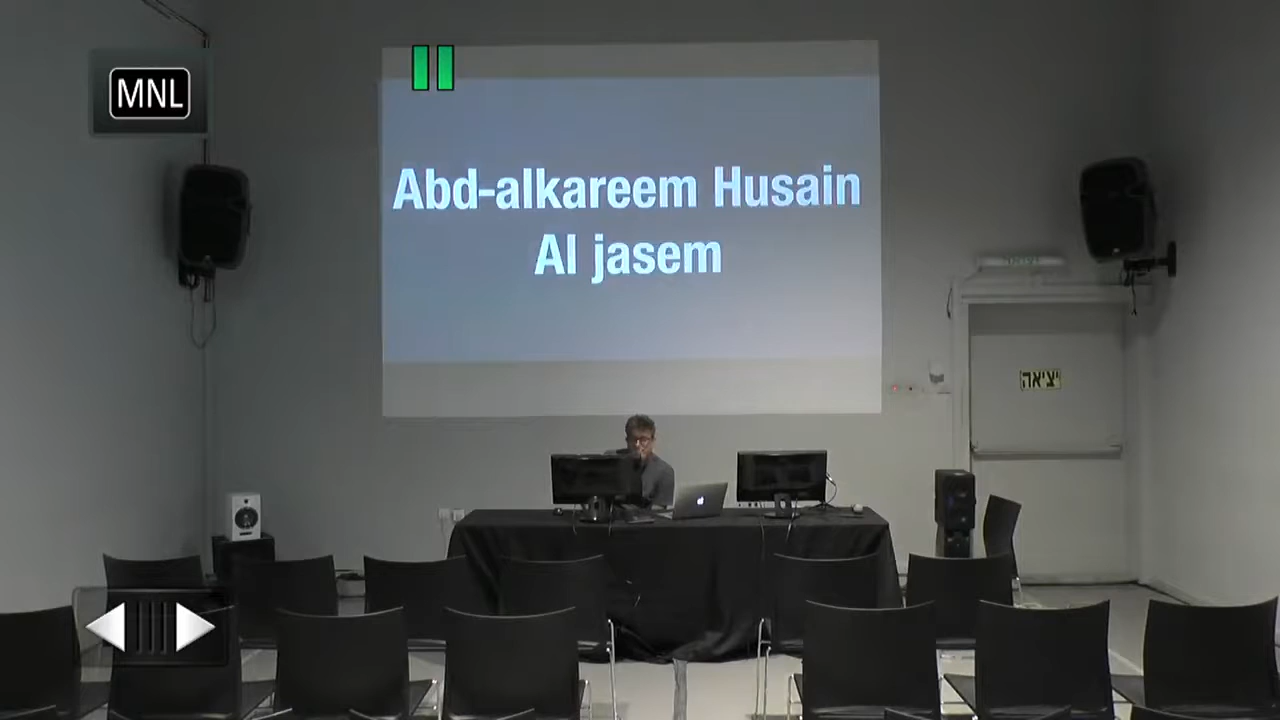 MNL
Abd-alkareem Husain
Al jasem
יציאה